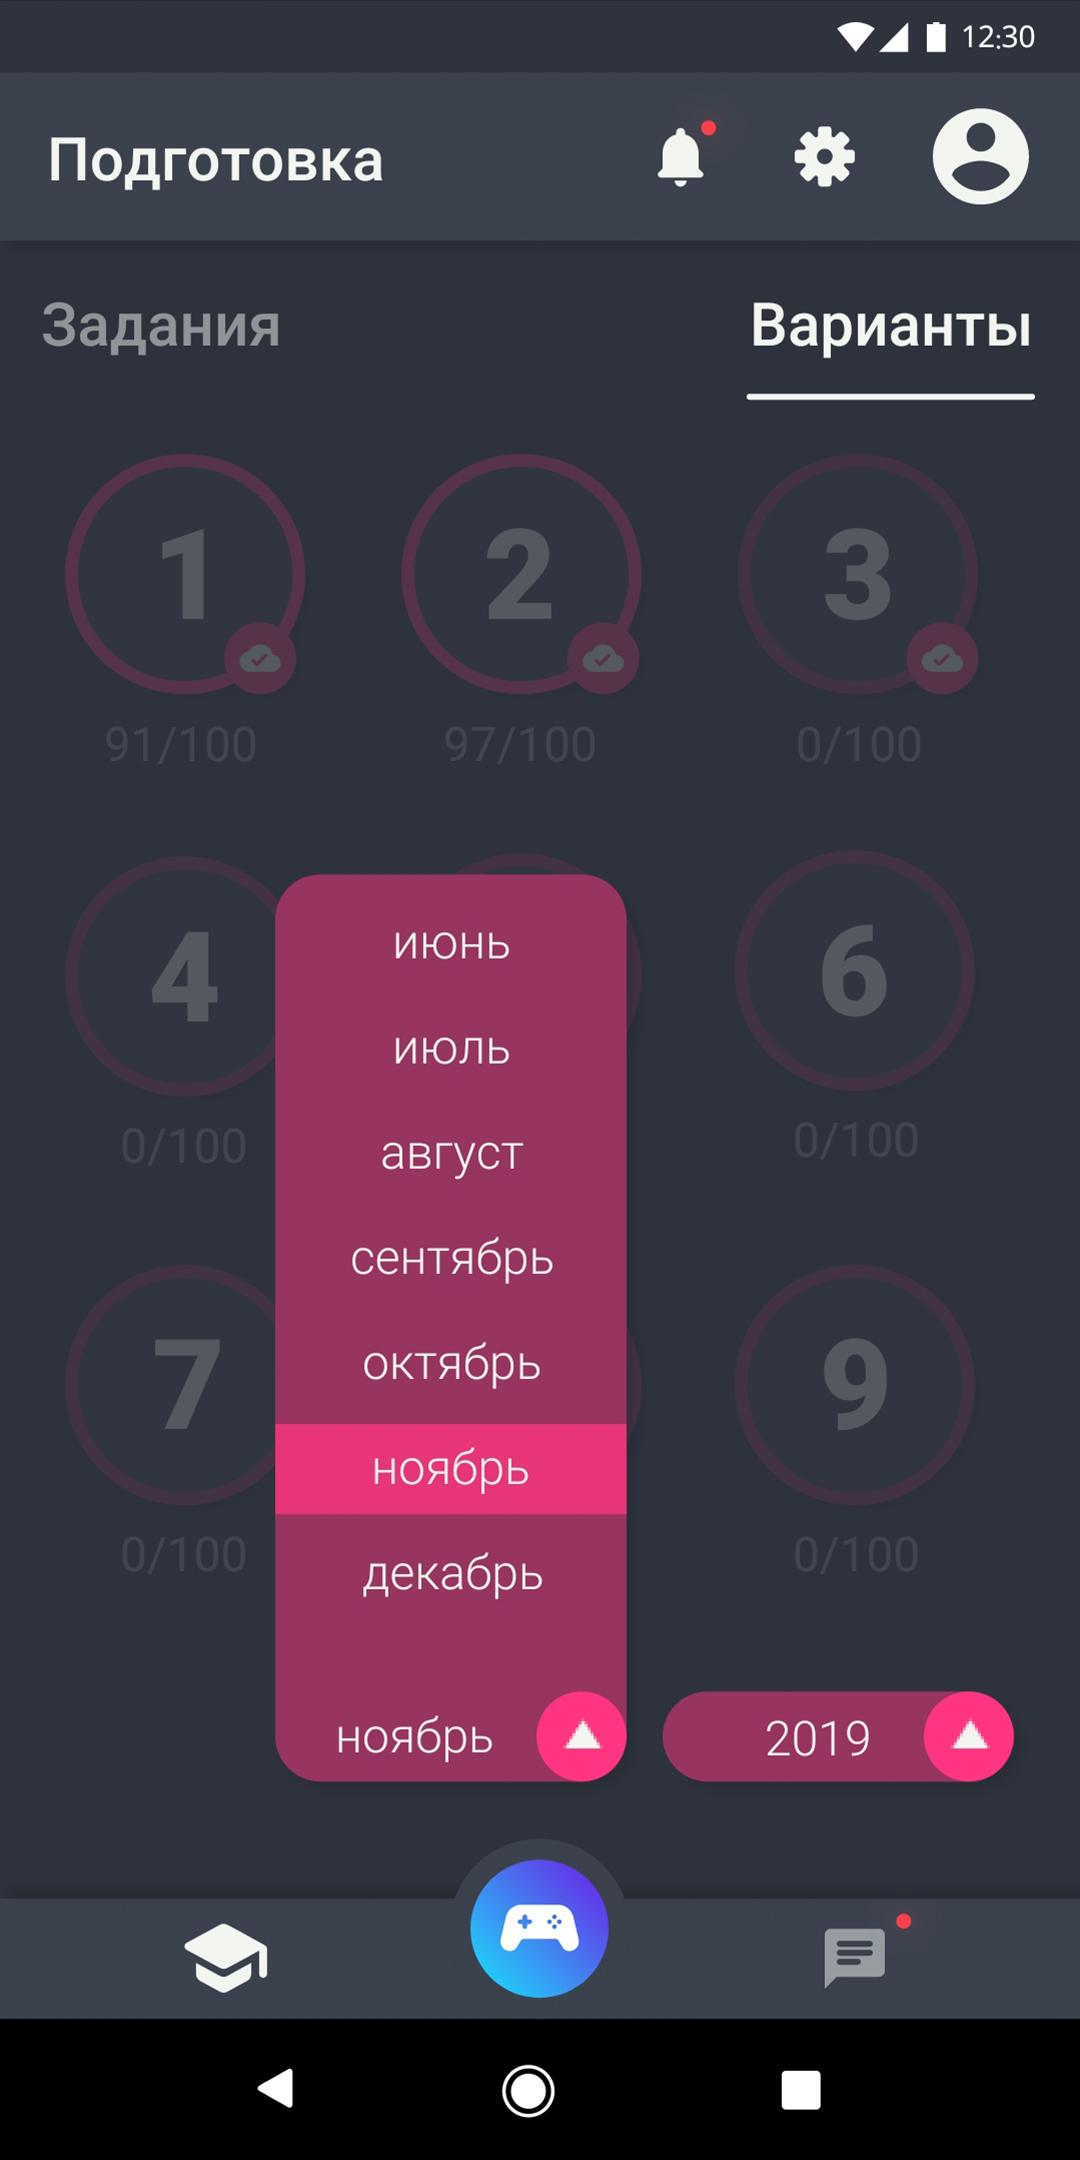 12:30
Подготовка
Задания Варианты
1 2 3
91/100 97/100 0/100
4 6
0/100 0/100
7 9
0/100 0/100
июнь
июль
август
сентябрь
октябрь
ноябрь
декабрь
ноябрь 2019